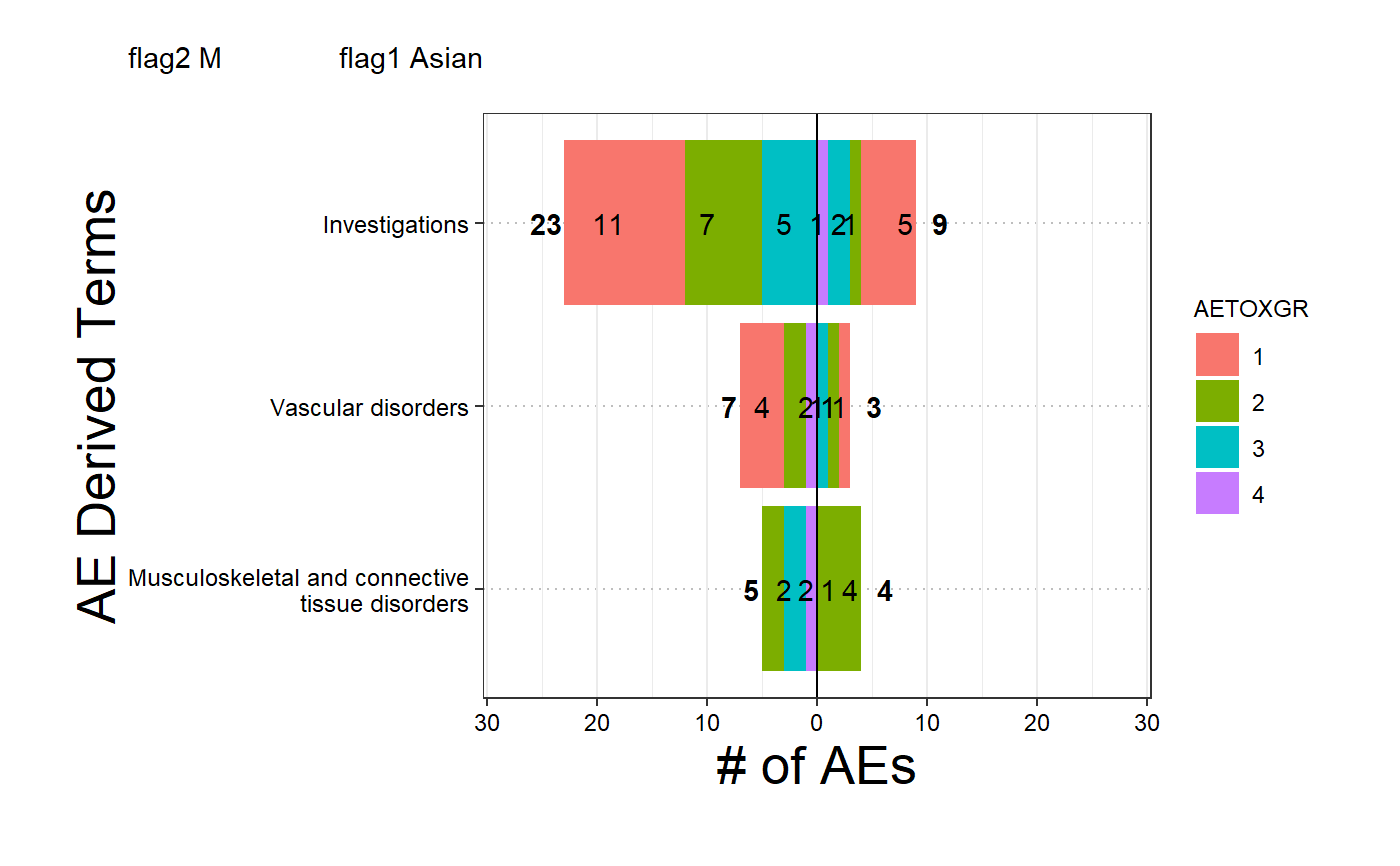 flag2 M flag1 Asian
AE Derived Terms
Investigations
23 11 7 5 1 2 1 5 9
Vascular disorders
7 4 2 1 1 1 1 3
Musculoskeletal and connective
tissue disorders
5 2 2 1 4 4
30 20 10 0 10 20 30
# of AEs
AETOXGR
1
2
3
4